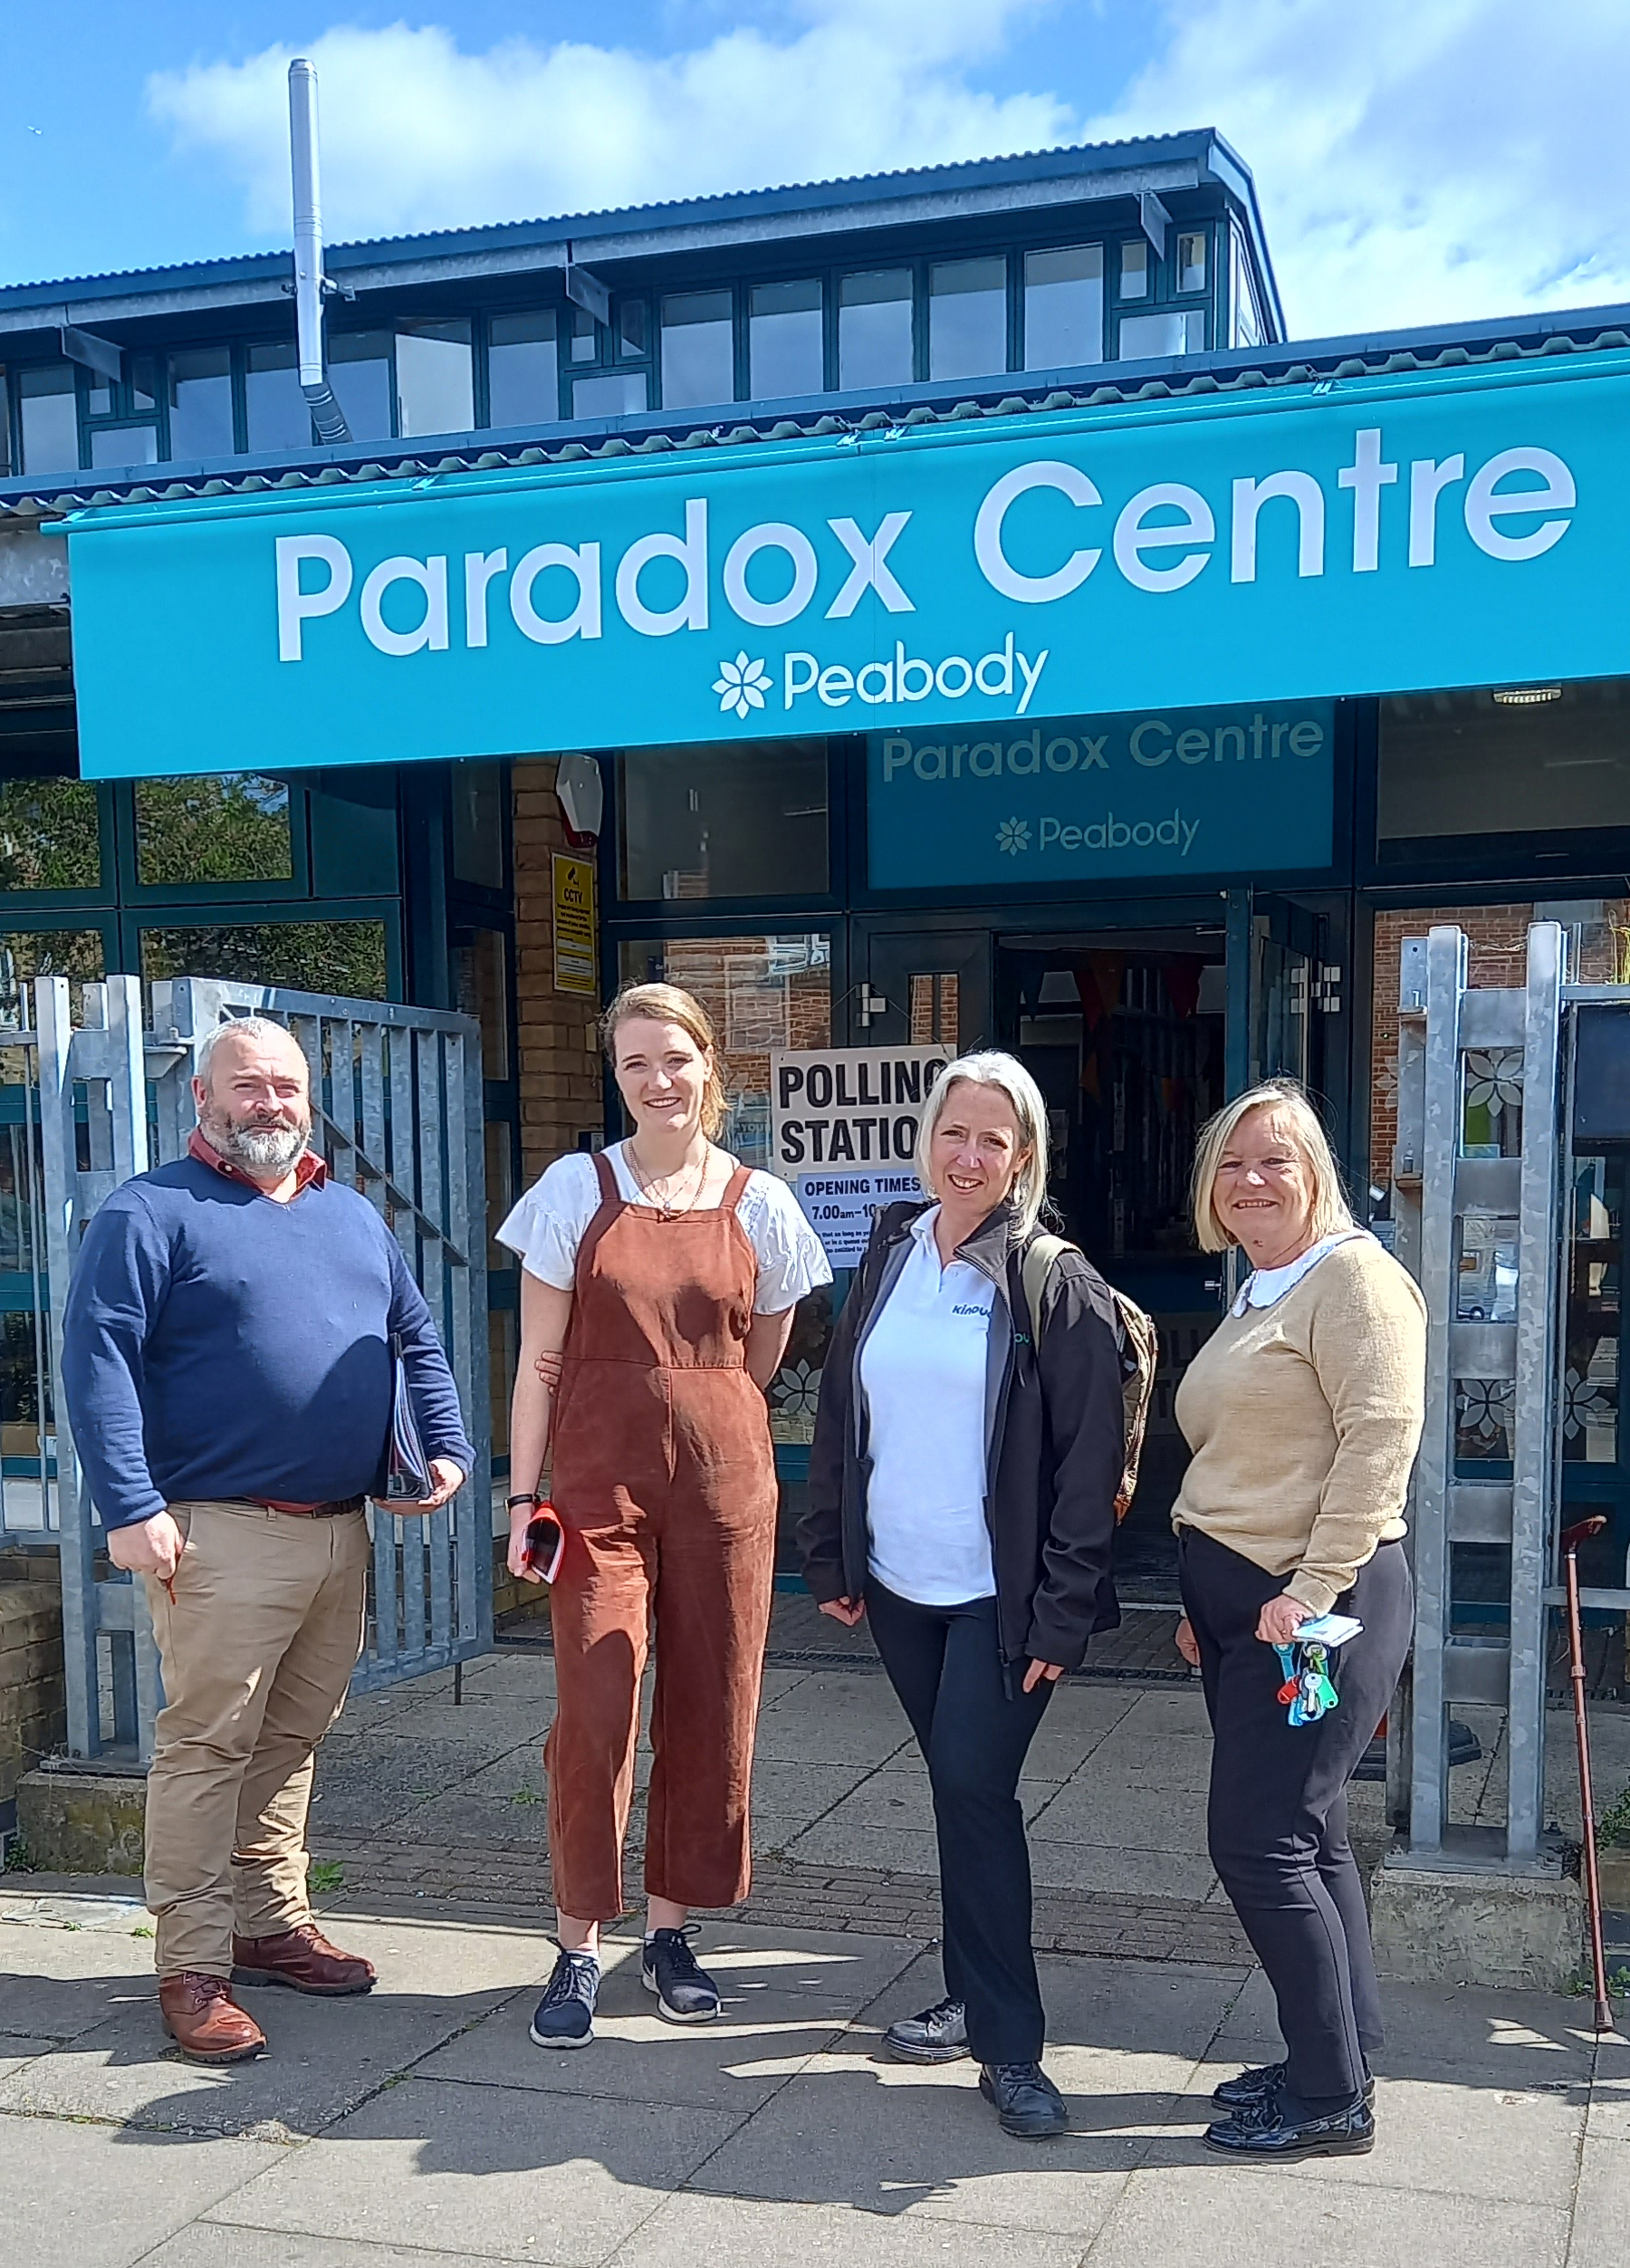 Paradox Centre
Peabody
Paradox Centre
Peabody
CCTV
POLLING
STATIO
OPENING TIMES
7.00am-10